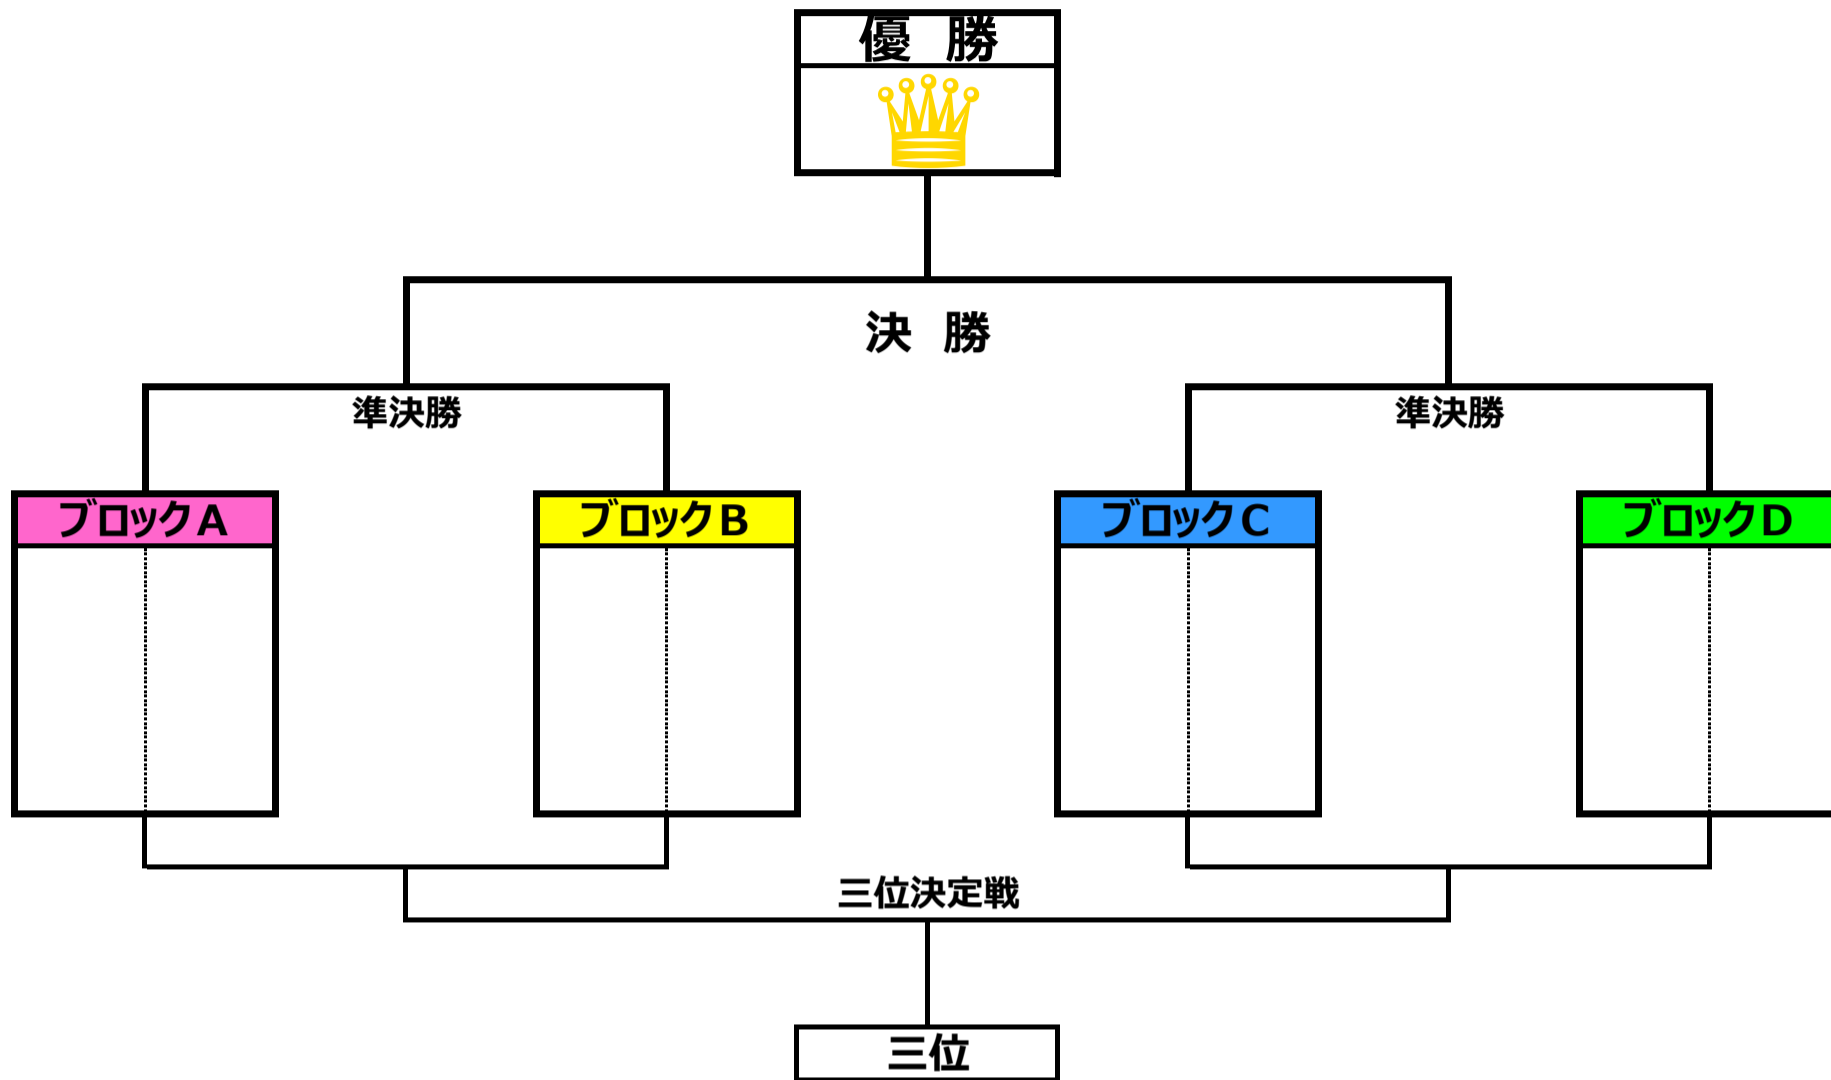 優 勝
決 勝
準決勝
準決勝
ブロックA
ブロックB
ブロックC
ブロックD
三位決定戦
三位